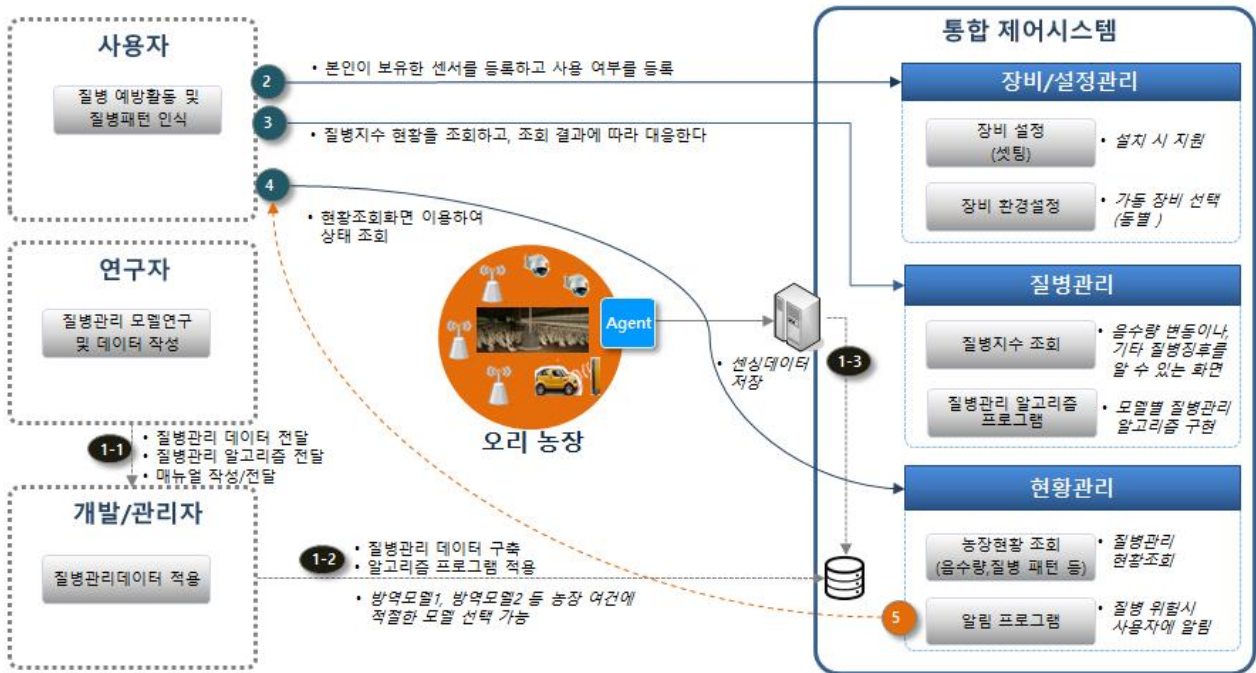 사용자
질병 예방활동 및
질병패턴 인식
2
• 본인이 보유한 센서를 등록하고 사용 여부를 등록
3
• 질병지수 현황을 조회하고, 조회 결과에 따라 대응한다
4
• 현황조회화면 이용하여
상태 조회
연구자
질병관리 모델연구
및 데이터 작성
1-1
• 질병관리 데이터 전달
• 질병관리 알고리즘 전달
• 매뉴얼 작성/전달
개발/관리자
질병관리데이터 적용
1-2
• 질병관리 데이터 구축
• 알고리즘 프로그램 적용
• 방역모델1, 방역모델2 등 농장 여건에
적절한 모델 선택 가능
Agent
오리 농장
• 센싱데이터
저장
1-3
통합 제어시스템
장비/설정관리
장비 설정
(셋팅)
• 설치 시 지원
장비 환경설정
• 가동 장비 선택
(동별 )
질병관리
질병지수 조회
• 음수량 변동이나,
기타 질병징후를
알 수 있는 화면
질병관리 알고리즘
프로그램
• 모델별 질병관리
알고리즘 구현
현황관리
농장현황 조회
(음수량,질병 패턴 등)
• 질병관리
현황조회
5
알림 프로그램
• 질병 위험시
사용자에 알림